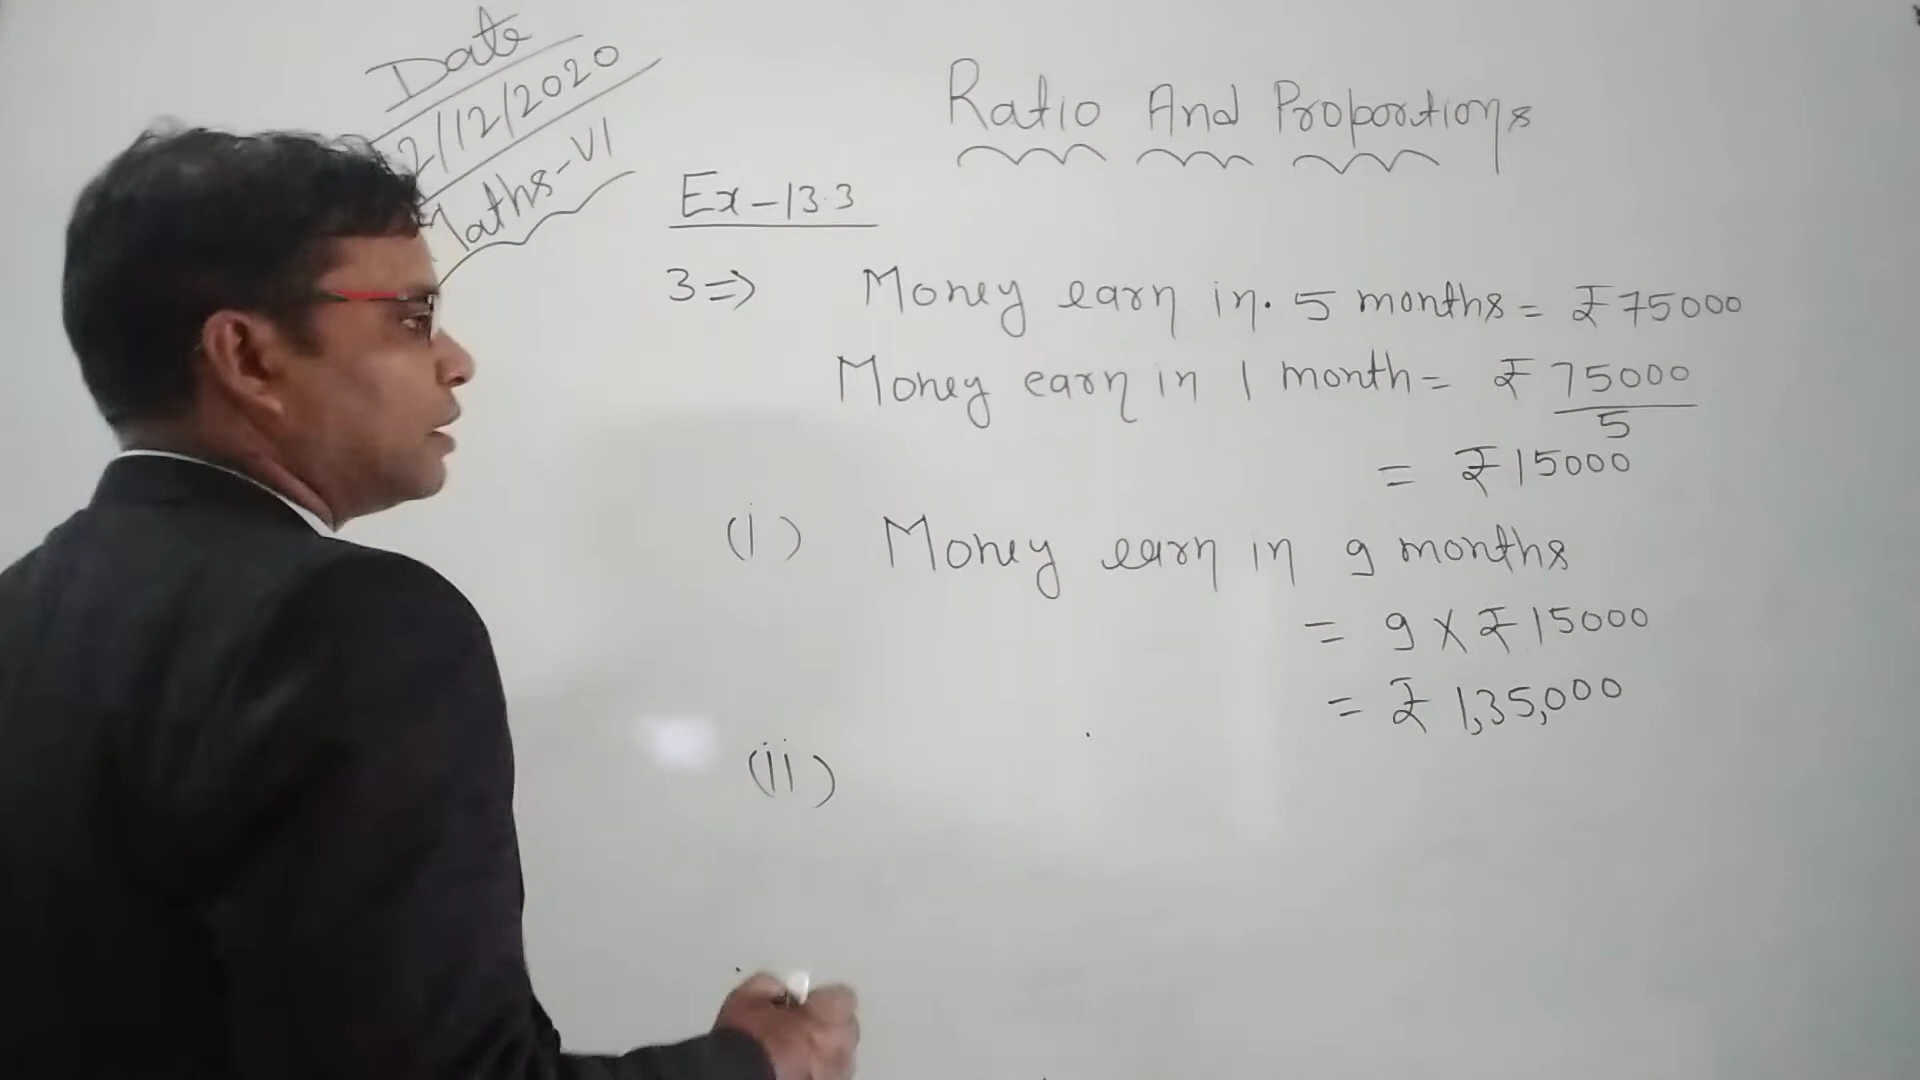 Date
2/12/2020
Maths-VI
Ratio And Proportions
Ex-13.3
3⇒ Money earn in. 5 months = ₹75000
Money earn in 1 month = ₹ 75000/5
= ₹15000
(i) Money earn in 9 months
= 9 X ₹15000
= ₹ 1,35,000
(ii)